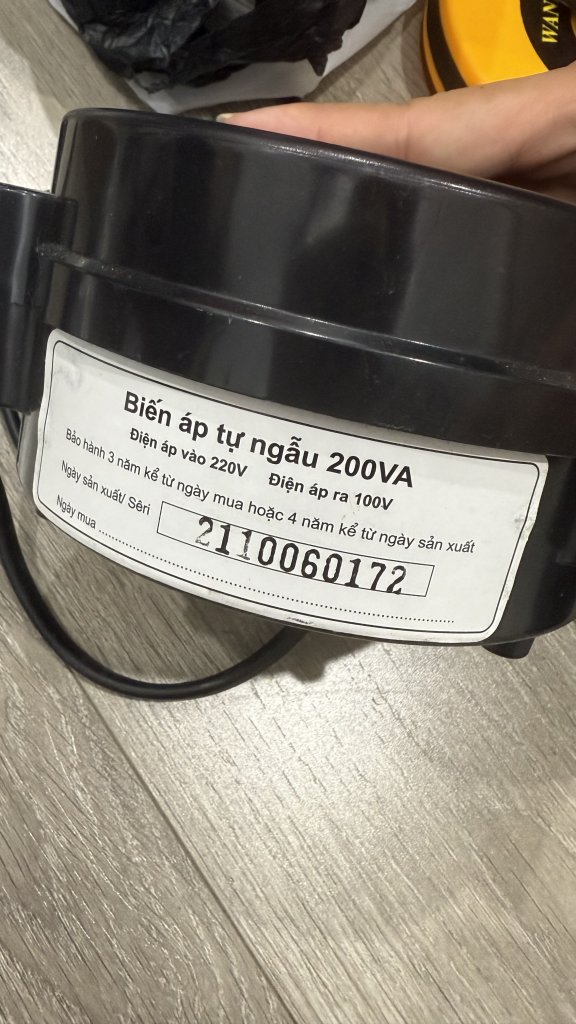 WAN
Biến áp tự ngẫu 200VA
Điện áp vào 220V Điện áp ra 100V
Bảo hành 3 năm kể từ ngày mua hoặc 4 năm kể từ ngày sản xuất
Ngày sản xuất/ Sêri 2110060172
Ngày mua ........................................................................